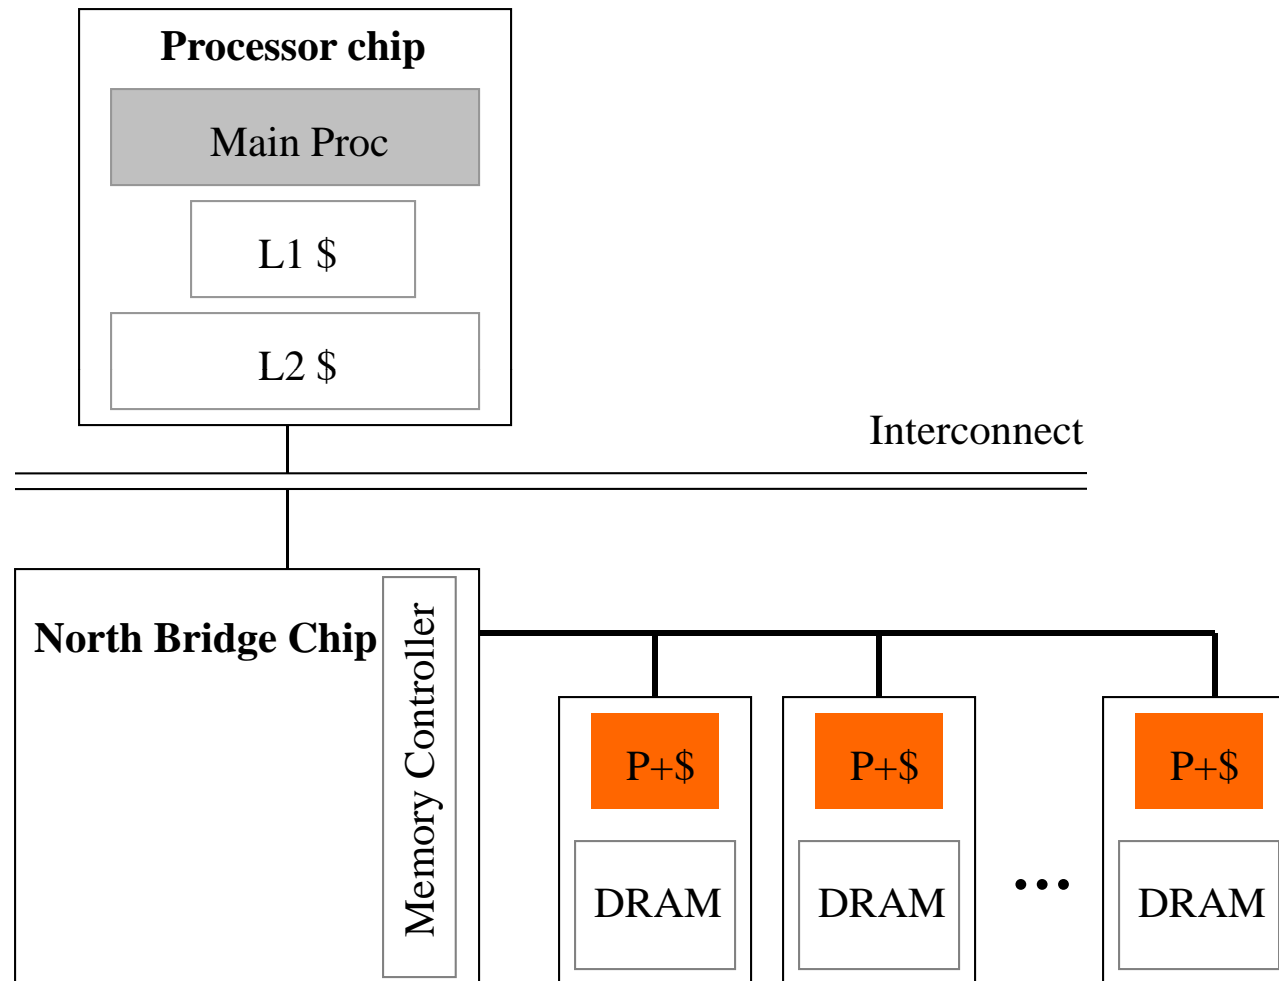 Processor chip
Main Proc
L1 $
L2 $
Interconnect
North Bridge Chip
Memory Controller
P+$
P+$
P+$
DRAM
DRAM
...
DRAM